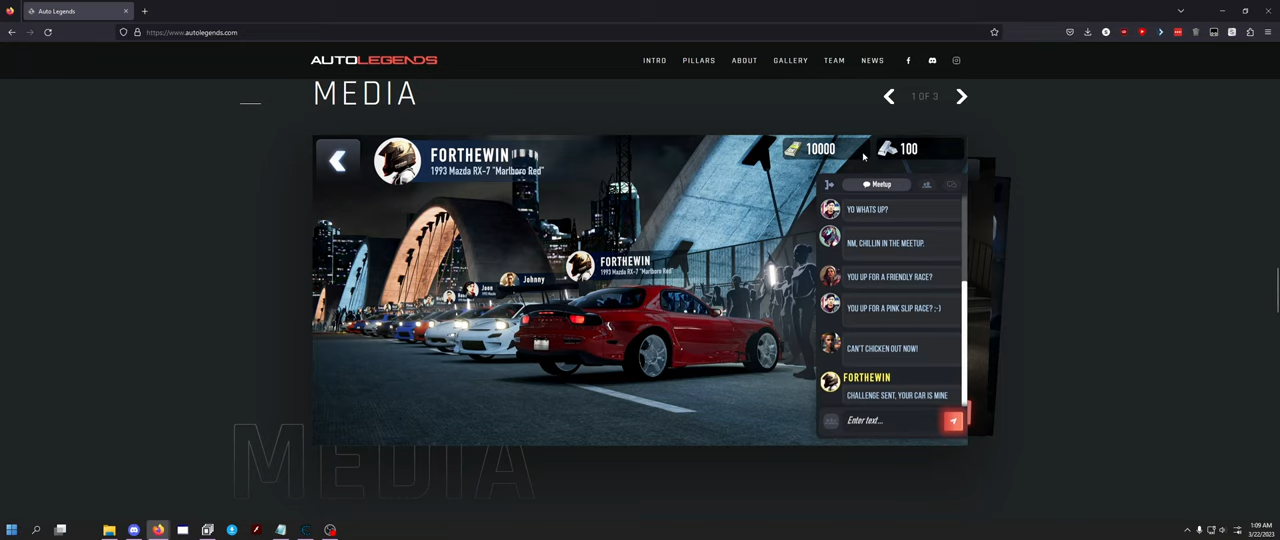 Auto Legends
https://www.autolegends.com
AUTOLEGENDS
INTRO
PILLARS
ABOUT
GALLERY
TEAM
NEWS
MEDIA
1 OF 3
FORTHEWIN
1993 Mazda RX-7 "Marlboro Red"
10000
100
Meetup
YO WHATS UP?
NM, CHILLIN IN THE MEETUP.
YOU UP FOR A FRIENDLY RACE?
YOU UP FOR A PINK SLIP RACE? ;-)
CAN'T CHICKEN OUT NOW!
FORTHEWIN
CHALLENGE SENT, YOUR CAR IS MINE
Enter text...
FORTHEWIN
1993 Mazda RX-7 "Marlboro Red"
Johnny
MEDIA
1:09 AM
3/22/2023